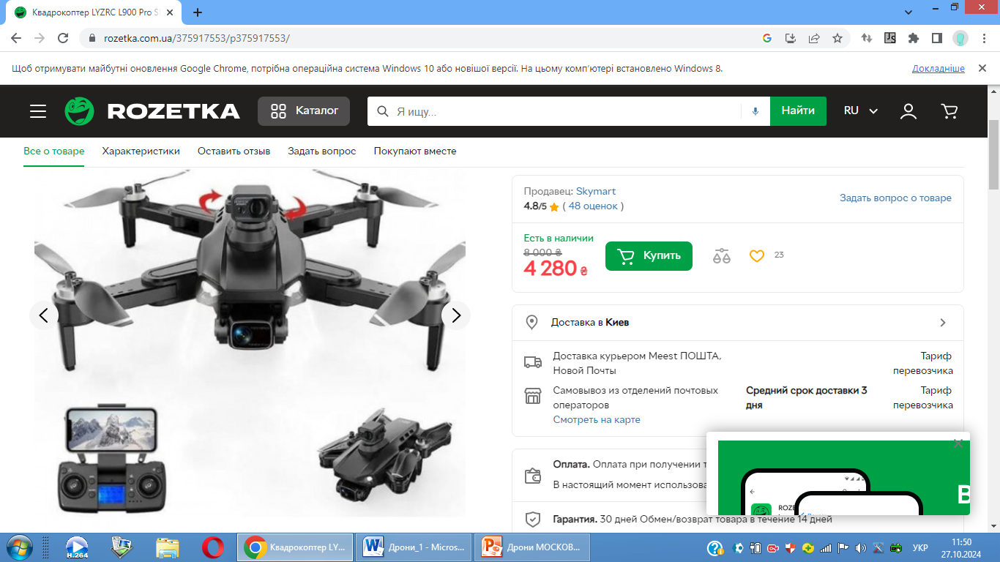 Квадрокоптер LYZRC L900 Pro S
rozetka.com.ua/375917553/p375917553/
Щоб отримувати майбутні оновлення Google Chrome, потрібна операційна система Windows 10 або новішої версії. На цьому комп’ютері встановлено Windows 8.
Докладніше
ROZETKA
Каталог
Я ищу...
Найти
RU
Все о товаре
Характеристики
Оставить отзыв
Задать вопрос
Покупают вместе
Продавец: Skymart
4.8/5 ( 48 оценок )
Задать вопрос о товаре
Есть в наличии
8 000 ₴
4 280 ₴
Купить
23
Доставка в Киев
Доставка курьером Meest ПОШТА,
Новой Почты
Тариф
перевозчика
Самовывоз из отделений почтовых
операторов
Смотреть на карте
Средний срок доставки 3
дня
Тариф
перевозчика
Оплата. Оплата при получении т
В настоящий момент использова
Гарантия. 30 дней Обмен/возврат товара в течение 14 дней
В
ROZE
H.264
Квадрокоптер LY...
Дрони_1 - Micros...
Дрони МОСКОВ...
УКР
11:50
27.10.2024